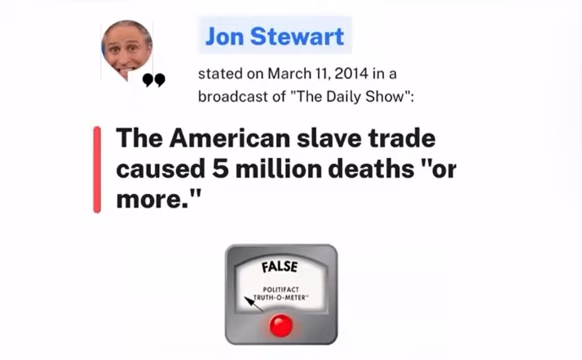 Jon Stewart
stated on March 11, 2014 in a
broadcast of "The Daily Show":
The American slave trade
caused 5 million deaths "or
more."
FALSE
POLITIFACT
TRUTH-O-METER™